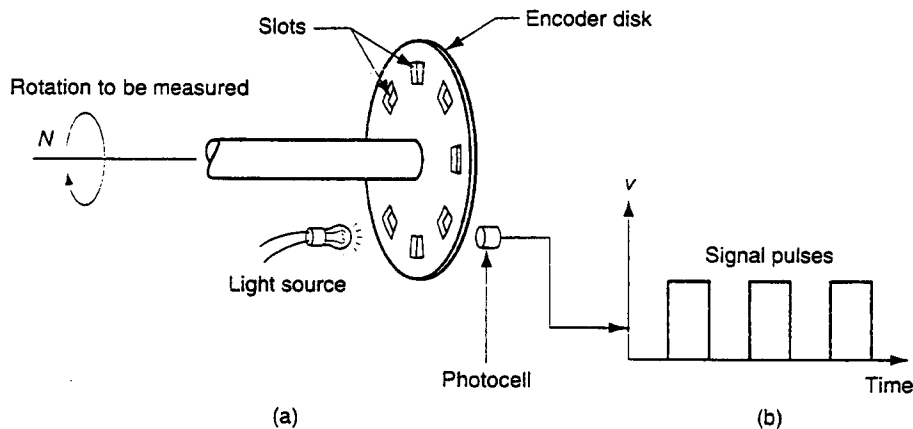 Slots
Encoder disk
Rotation to be measured
N
Light source
Photocell
v
Signal pulses
Time
(a)
(b)